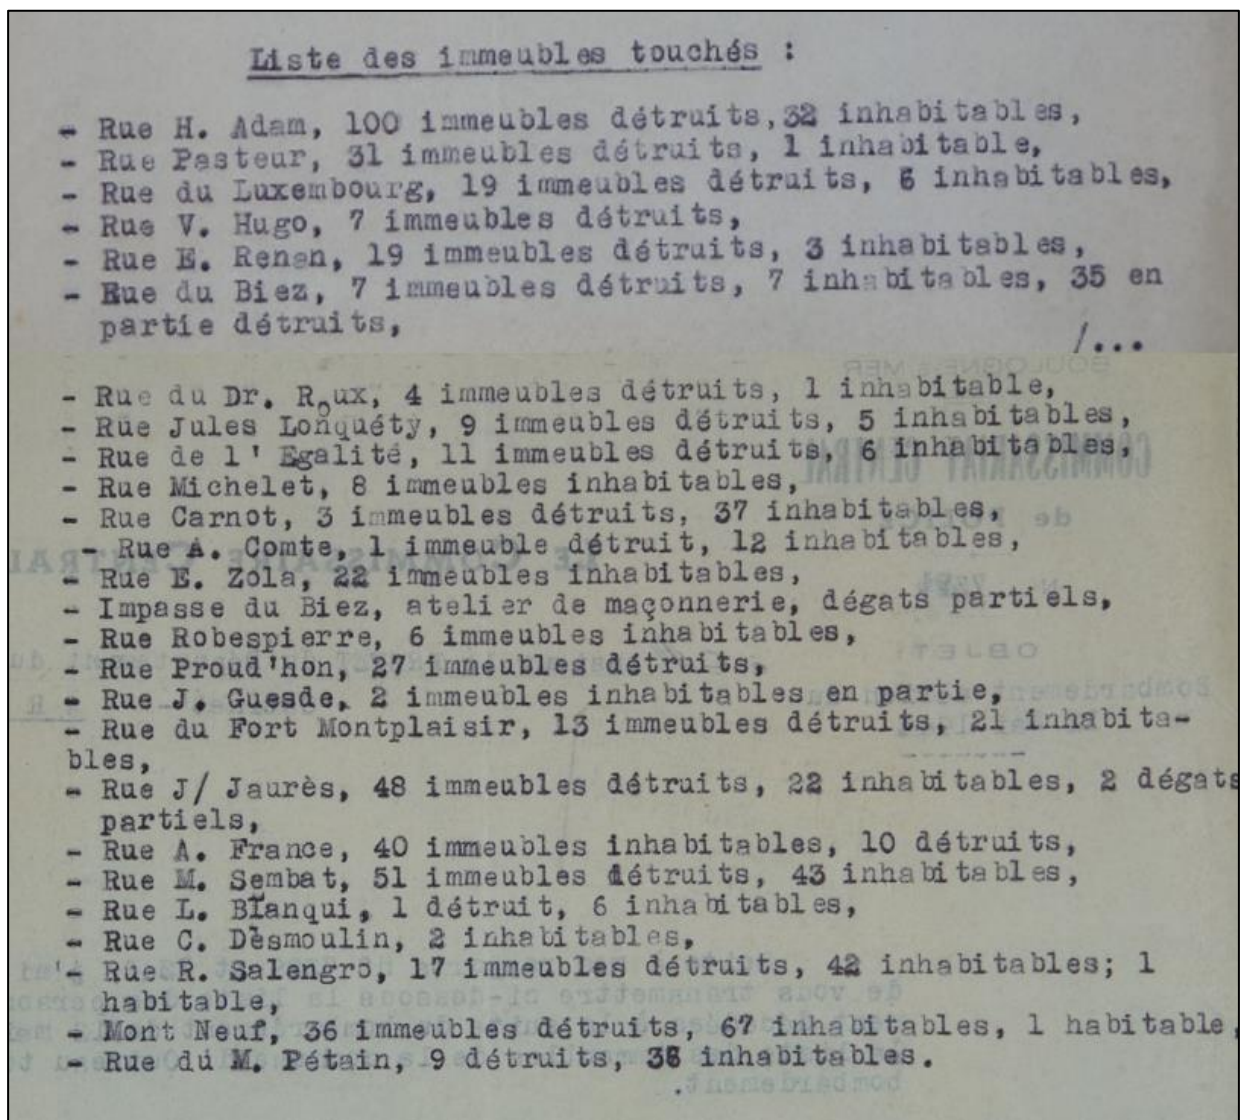 Liste des immeubles touchés :
- Rue H. Adam, 100 immeubles détruits, 32 inhabitables,
- Rue Pasteur, 31 immeubles détruits, 1 inhabitable,
- Rue du Luxembourg, 19 immeubles détruits, 6 inhabitables,
- Rue V. Hugo, 7 immeubles détruits,
- Rue E. Renan, 19 immeubles détruits, 3 inhabitables,
- Rue du Biez, 7 immeubles détruits, 7 inhabitables, 35 en
partie détruits,
/...
- Rue du Dr. Roux, 4 immeubles détruits, 1 inhabitable,
- Rue Jules Lonquéty, 9 immeubles détruits, 5 inhabitables,
- Rue de l' Egalité, 11 immeubles détruits, 6 inhabitables,
- Rue Michelet, 8 immeubles inhabitables,
- Rue Carnot, 3 immeubles détruits, 37 inhabitables,
- Rue A. Comte, 1 immeuble détruit, 12 inhabitables,
- Rue E. Zola, 22 immeubles inhabitables,
- Impasse du Biez, atelier de maçonnerie, dégats partiels,
- Rue Robespierre, 6 immeubles inhabitables,
- Rue Proud'hon, 27 immeubles détruits,
- Rue J. Guesde, 2 immeubles inhabitables en partie,
- Rue du Fort Montplaisir, 13 immeubles détruits, 21 inhabita-
bles,
- Rue J/ Jaurès, 48 immeubles détruits, 22 inhabitables, 2 dégats
partiels,
- Rue A. France, 40 immeubles inhabitables, 10 détruits,
- Rue M. Sembat, 51 immeubles détruits, 43 inhabitables,
- Rue L. Blanqui, 1 détruit, 6 inhabitables,
- Rue C. Dèsmoulin, 2 inhabitables,
'- Rue R. Salengro, 17 immeubles détruits, 42 inhabitables; 1
habitable,
- Mont Neuf, 36 immeubles détruits, 67 inhabitables, 1 habitable,
- Rue du M. Pétain, 9 détruits, inhabitables.